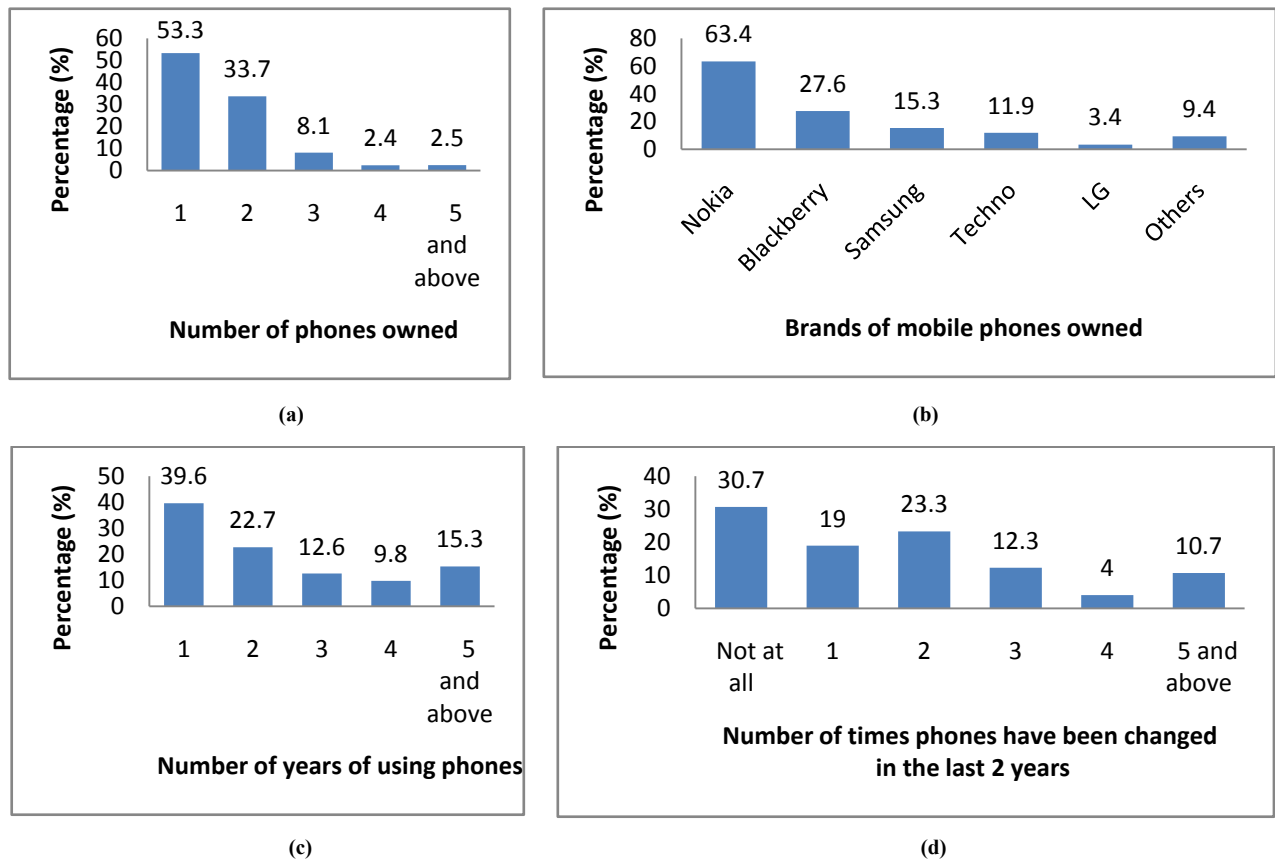 Percentage (%)
60
50
40
30
20
10
0
53.3
33.7
8.1
2.4
2.5
1
2
3
4
5
and
above
Number of phones owned
(a)
Percentage (%)
80
60
40
20
0
63.4
27.6
15.3
11.9
3.4
9.4
Nokia
Blackberry
Samsung
Techno
LG
Others
Brands of mobile phones owned
(b)
Percentage (%)
50
40
30
20
10
0
39.6
22.7
12.6
9.8
15.3
1
2
3
4
5
and
above
Number of years of using phones
(c)
Percentage (%)
40
30
20
10
0
30.7
19
23.3
12.3
4
10.7
Not at
all
1
2
3
4
5 and
above
Number of times phones have been changed
in the last 2 years
(d)